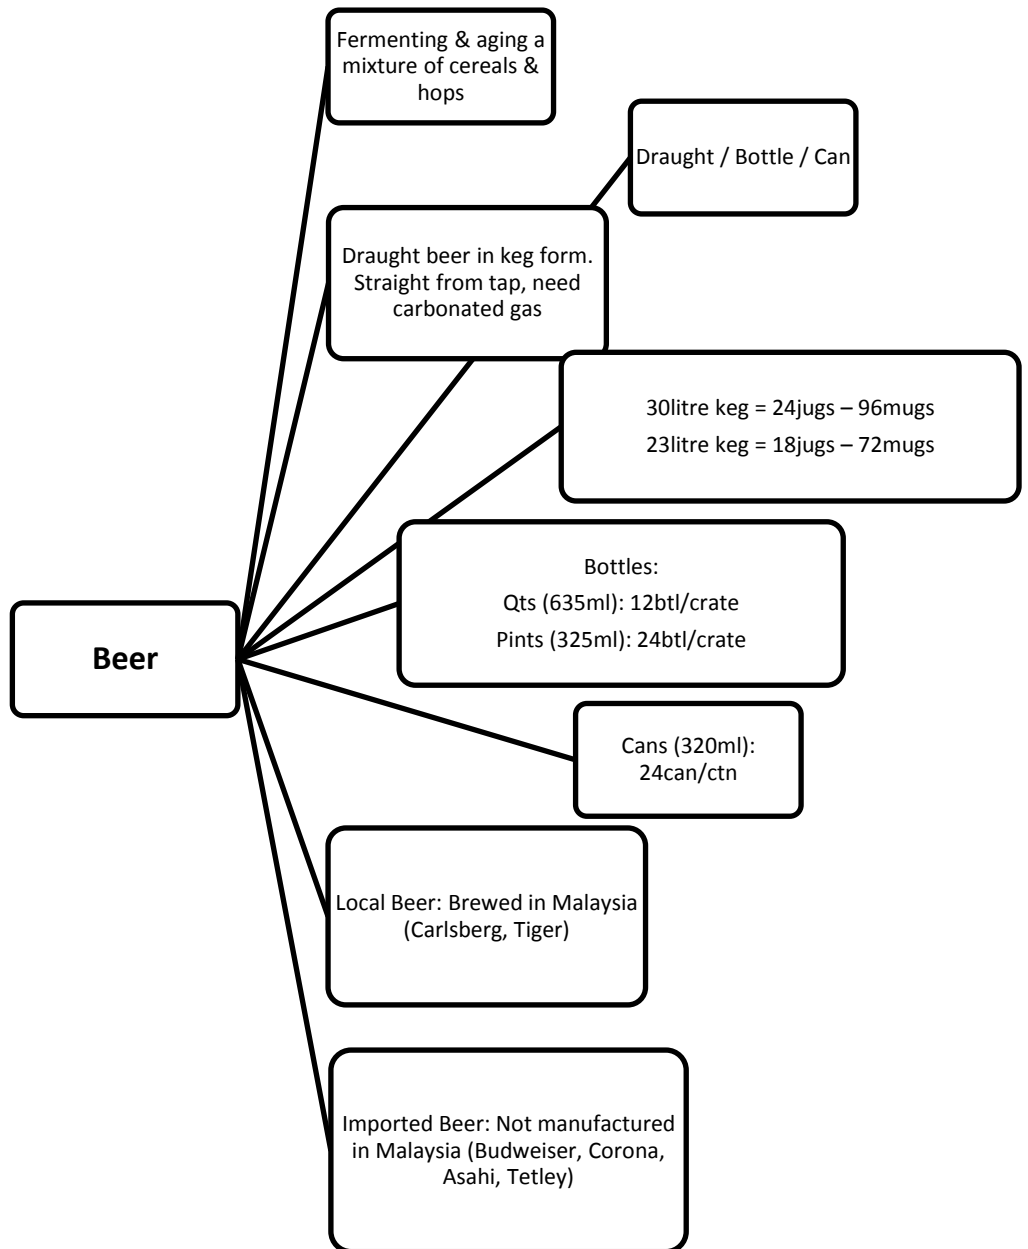 Fermenting & aging a
mixture of cereals &
hops
Draught / Bottle / Can
Draught beer in keg form.
Straight from tap, need
carbonated gas
30litre keg = 24jugs – 96mugs
23litre keg = 18jugs – 72mugs
Bottles:
Qts (635ml): 12btl/crate
Pints (325ml): 24btl/crate
Beer
Cans (320ml):
24can/ctn
Local Beer: Brewed in Malaysia
(Carlsberg, Tiger)
Imported Beer: Not manufactured
in Malaysia (Budweiser, Corona,
Asahi, Tetley)